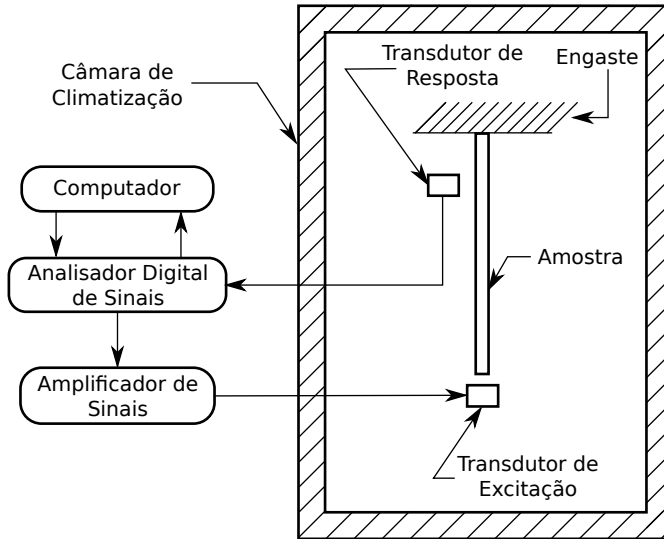 Transdutor de
Resposta
Engaste
Câmara de
Climatização
Computador
Analisador Digital
de Sinais
Amostra
Amplificador de
Sinais
Transdutor de
Excitação